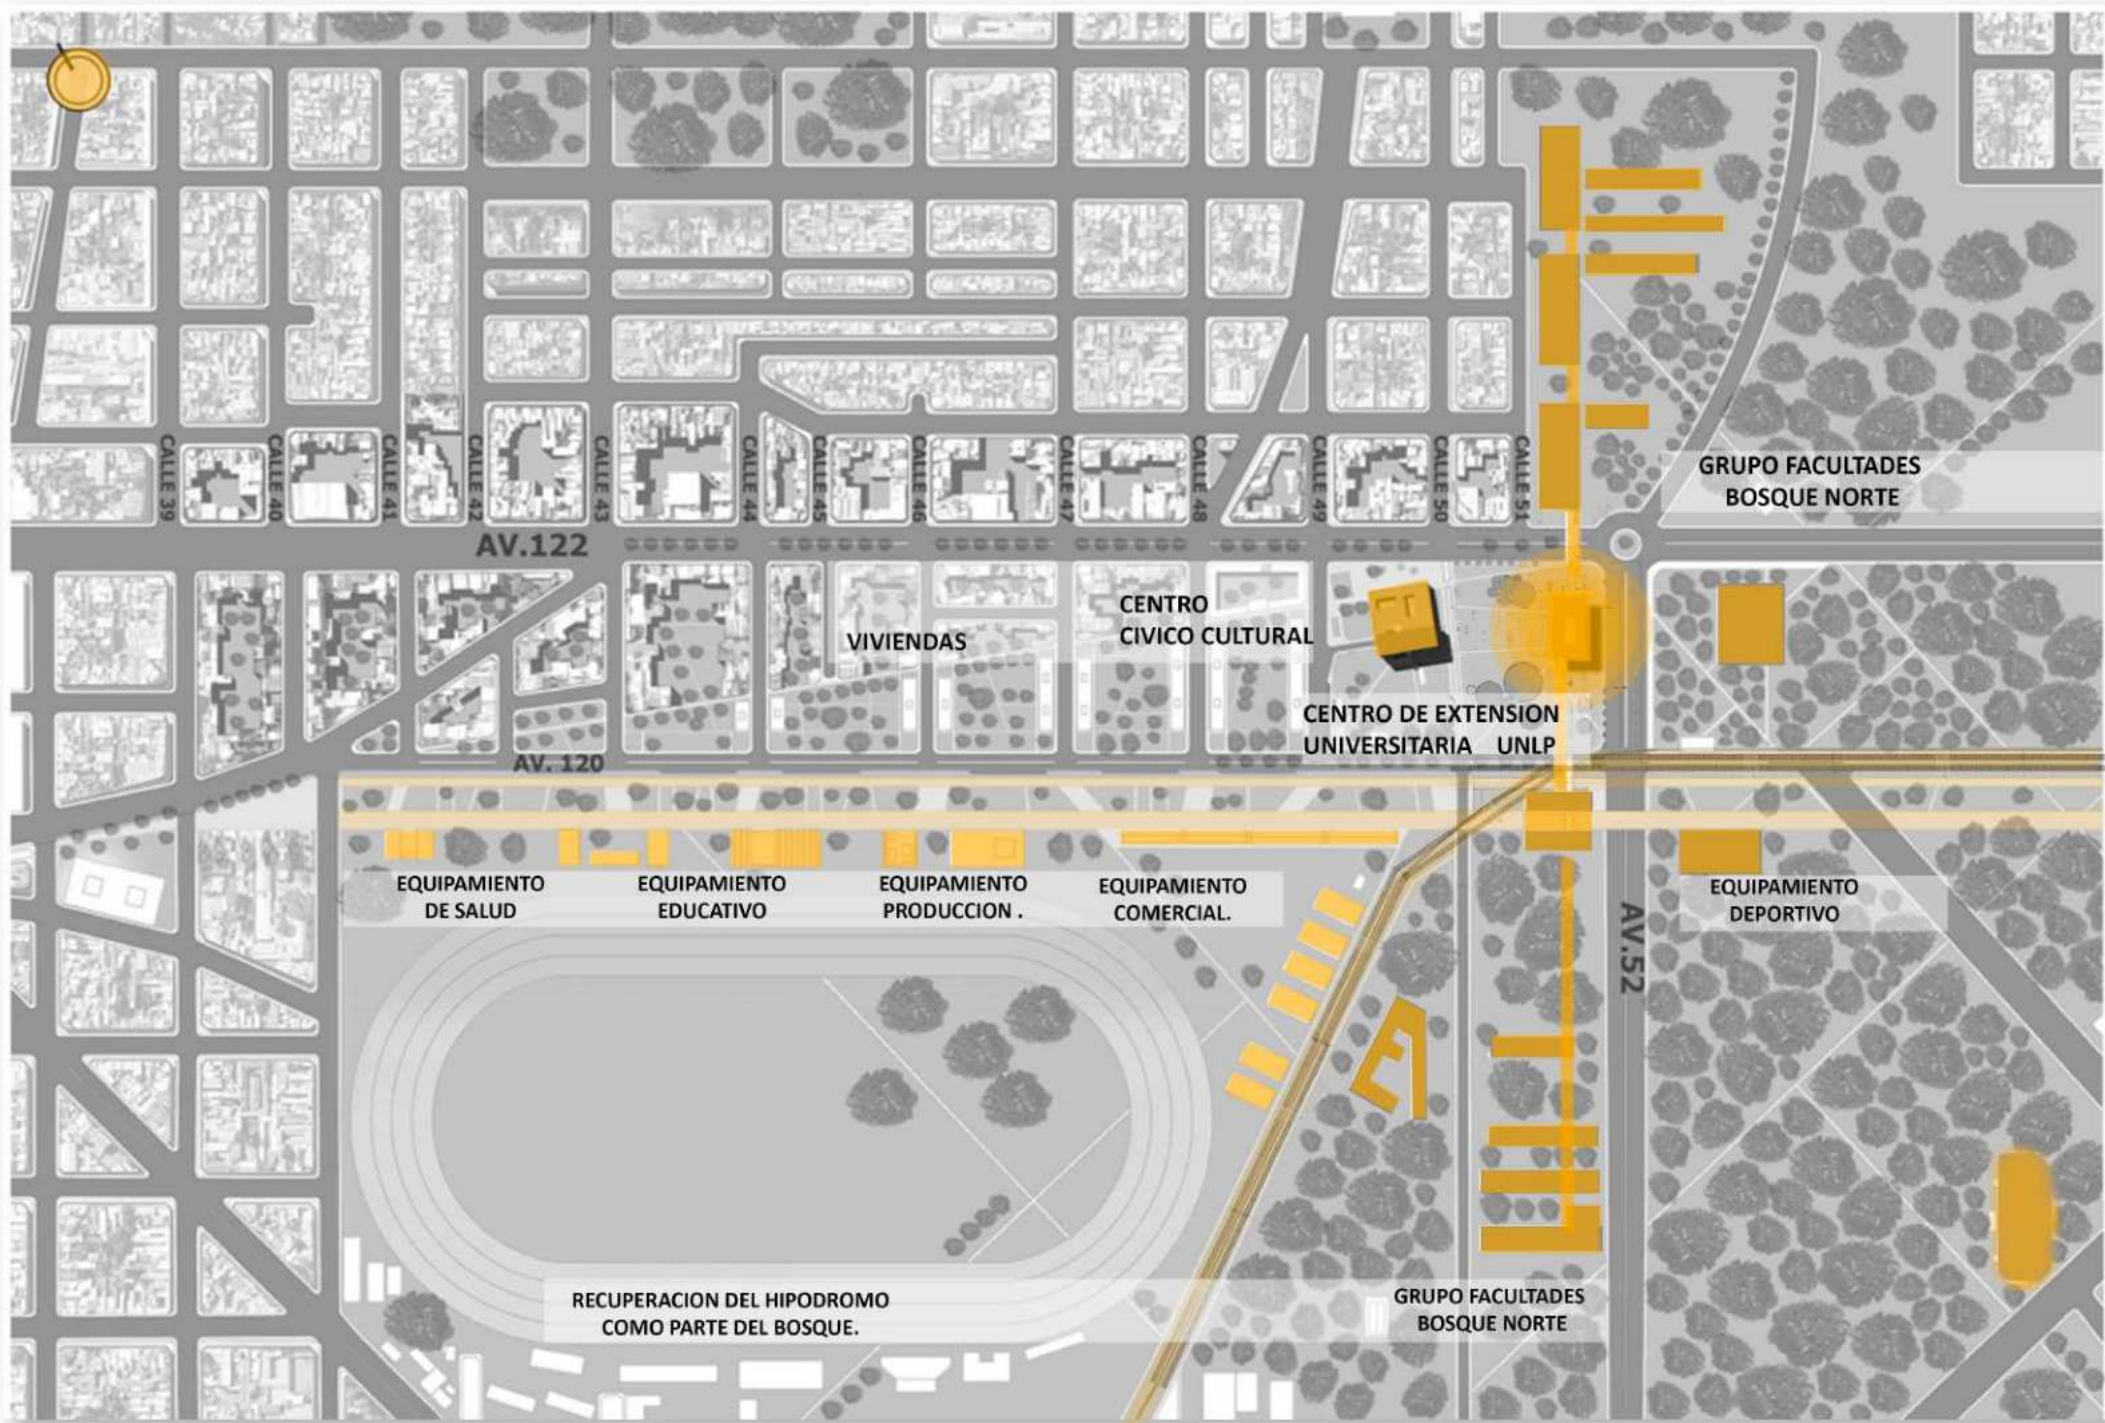 CALLE 39
CALLE 40
CALLE 41
CALLE 42
CALLE 43
CALLE 44
CALLE 45
CALLE 46
CALLE 47
CALLE 48
CALLE 49
CALLE 50
CALLE 51
GRUPO FACULTADES
BOSQUE NORTE
AV.122
CENTRO
CIVICO CULTURAL
VIVIENDAS
CENTRO DE EXTENSION
UNIVERSITARIA UNLP
AV. 120
EQUIPAMIENTO
DE SALUD
EQUIPAMIENTO
EDUCATIVO
EQUIPAMIENTO
PRODUCCION .
EQUIPAMIENTO
COMERCIAL.
EQUIPAMIENTO
DEPORTIVO
AV.52
RECUPERACION DEL HIPODROMO
COMO PARTE DEL BOSQUE.
GRUPO FACULTADES
BOSQUE NORTE